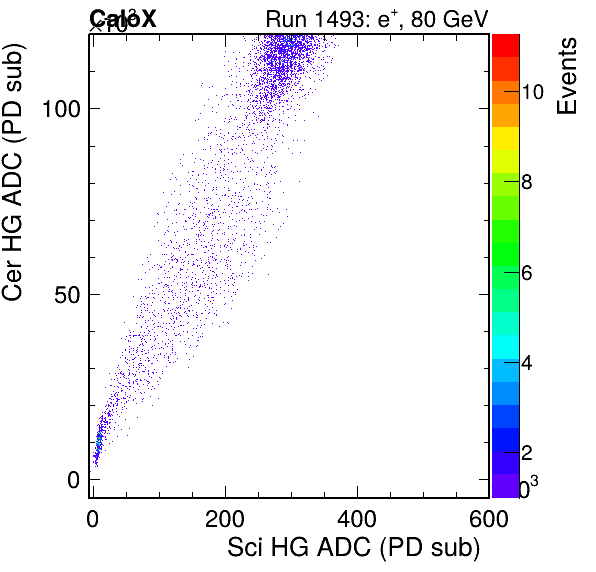 CaloX
×10³
Run 1493: e⁺, 80 GeV
Cer HG ADC (PD sub)
100
50
0
0 200 400 600
Sci HG ADC (PD sub)
Events
10
8
6
4
2